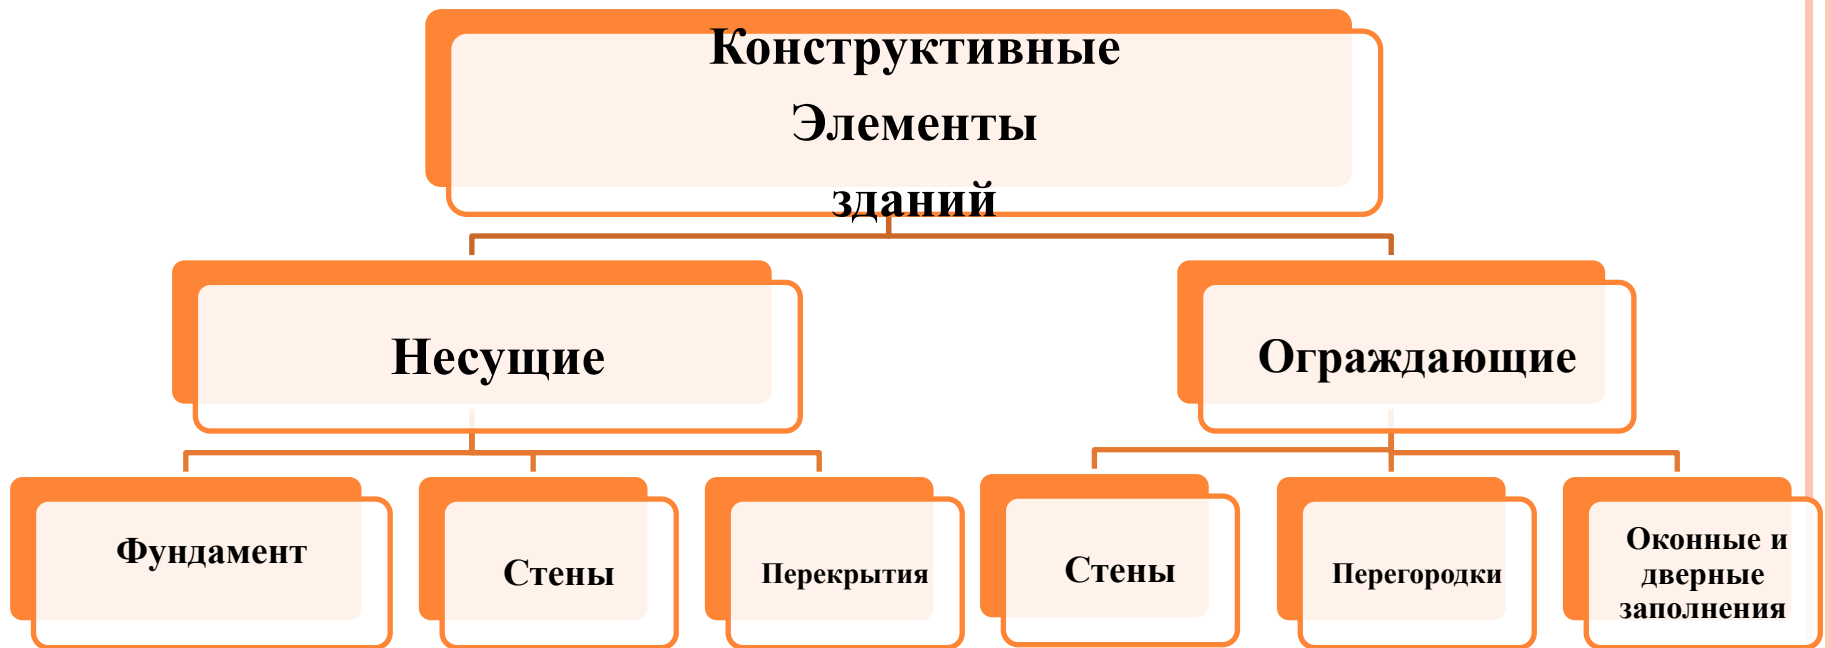 Конструктивные
Элементы
зданий
Несущие
Ограждающие
Фундамент
Стены
Перекрытия
Стены
Перегородки
Оконные и
дверные
заполнения